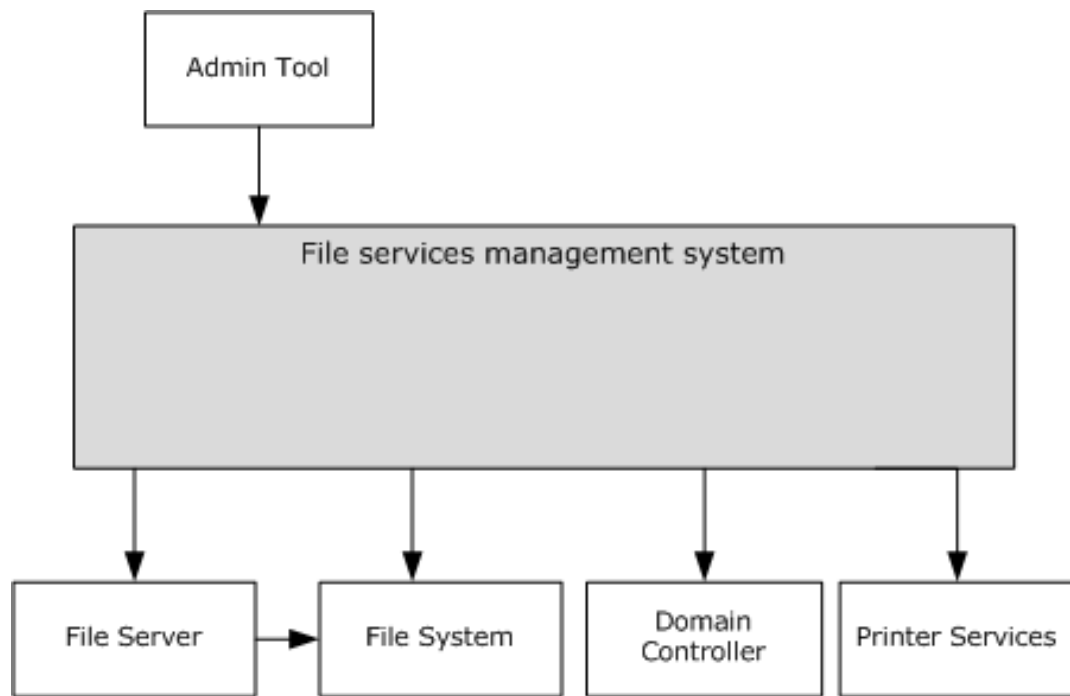 Admin Tool
File services management system
File Server
File System
Domain
Controller
Printer Services